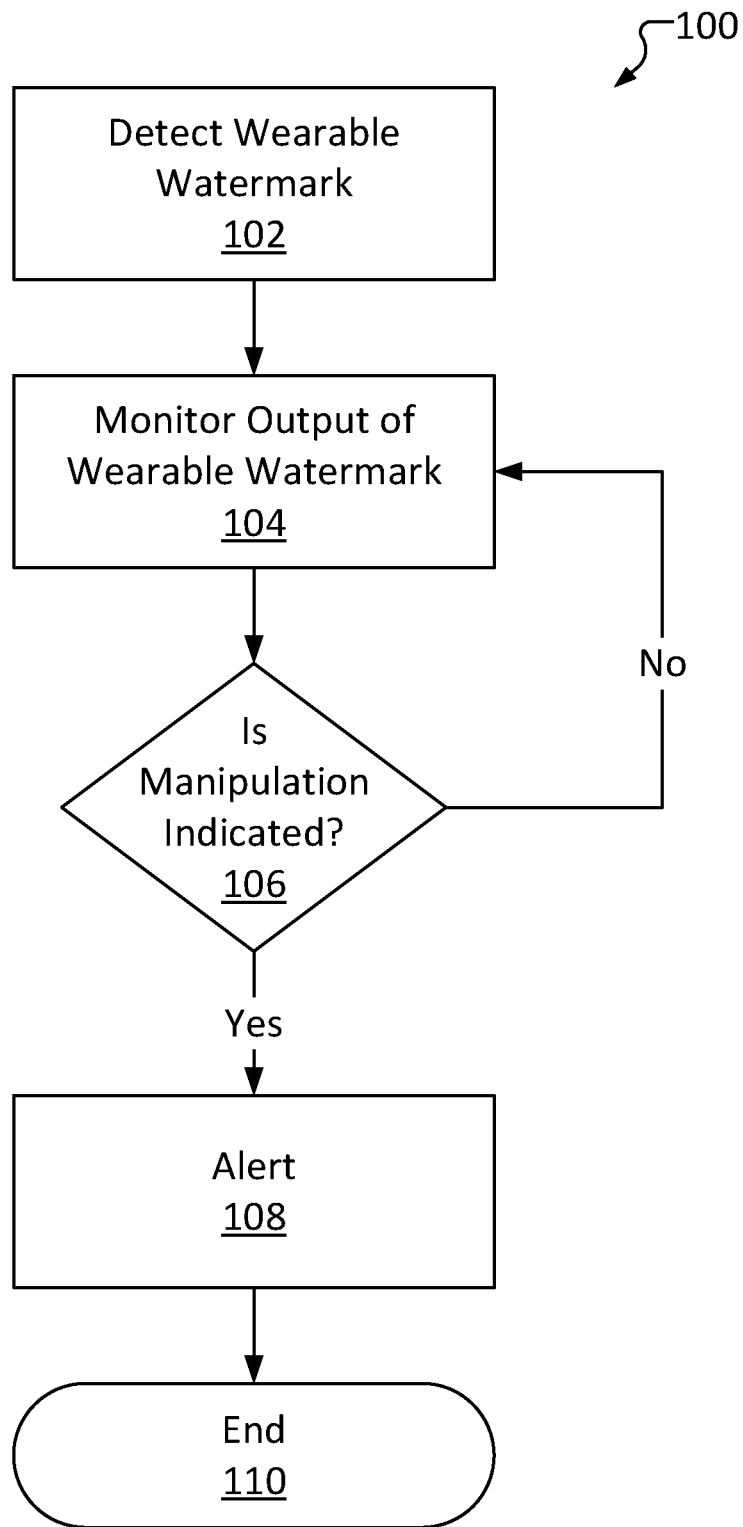 100
Detect Wearable
Watermark
102
Monitor Output of
Wearable Watermark
104
No
Is
Manipulation
Indicated?
106
Yes
Alert
108
End
110